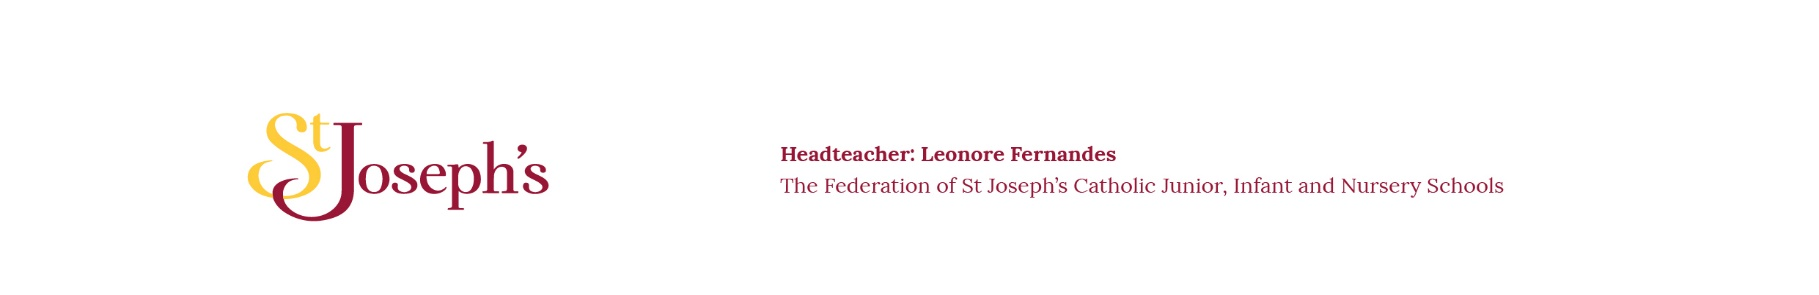 St Joseph’s
Headteacher: Leonore Fernandes
The Federation of St Joseph’s Catholic Junior, Infant and Nursery Schools